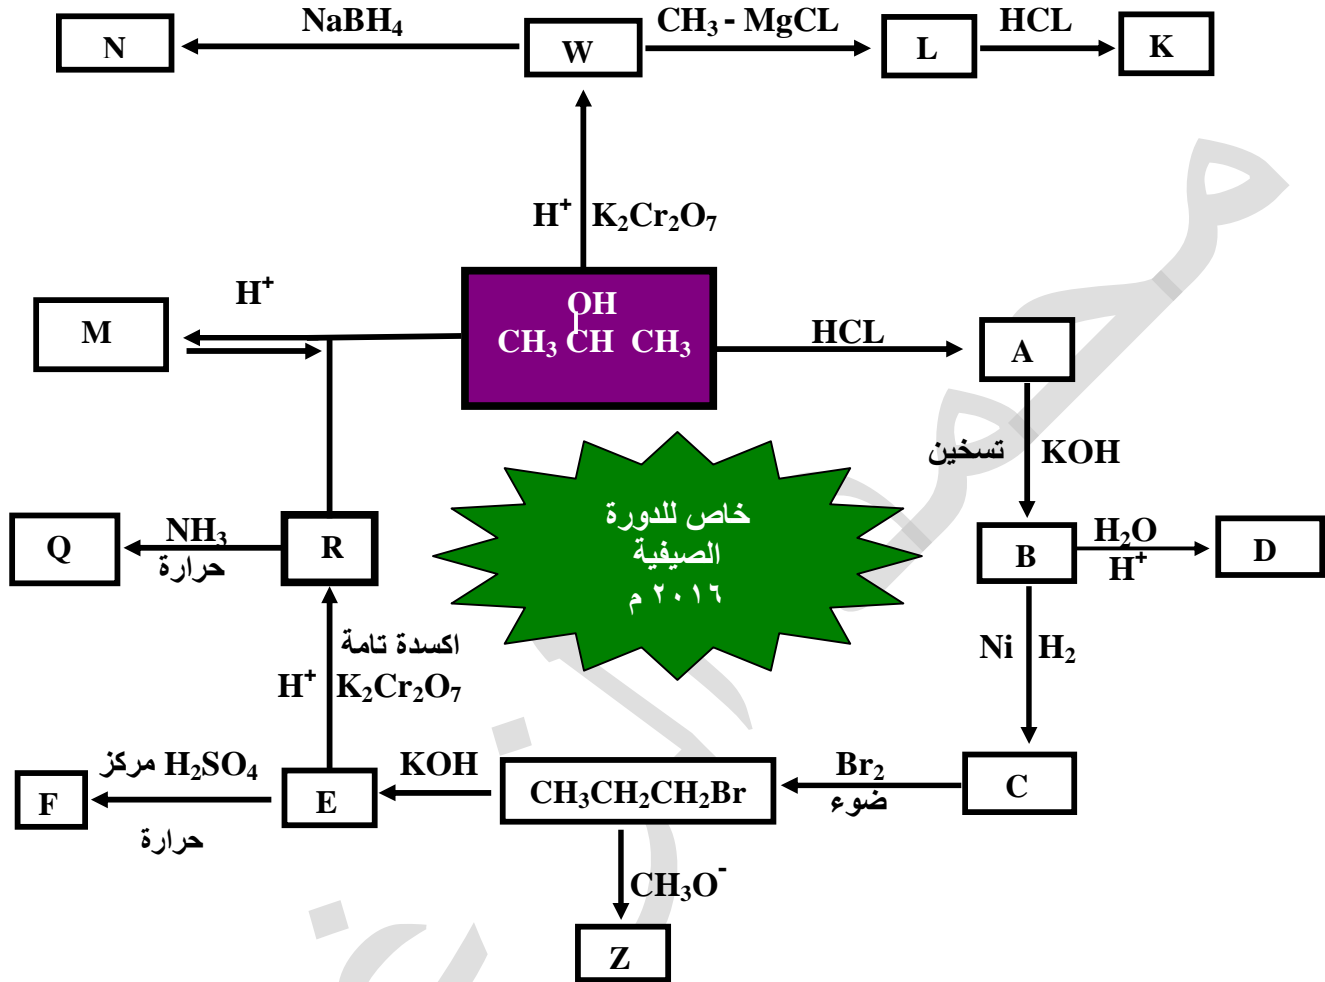 N
NaBH₄
W
CH₃ - MgCL
L
HCL
K
H⁺ K₂Cr₂O₇
M
H⁺
OH
CH₃ CH CH₃
HCL
A
تسخين KOH
خاص للدورة
الصيفية
٢٠١٦ م
Q
NH₃
حرارة
R
B
H₂O
H⁺
D
اكسدة تامة
H⁺ K₂Cr₂O₇
Ni H₂
F
H₂SO₄ مركز
حرارة
E
KOH
CH₃CH₂CH₂Br
Br₂
ضوء
C
CH₃O⁻
Z